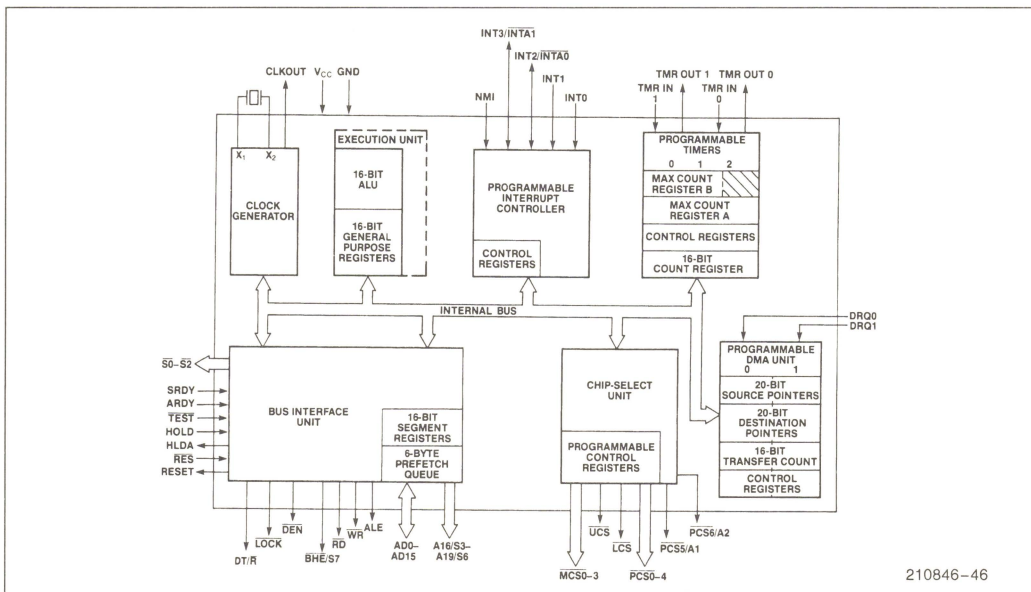 INT3/INTA1
INT2/INTA0
CLKOUT
VCC GND
NMI
INT1
INT0
TMR OUT 1
TMR OUT 0
TMR IN
1
TMR IN
0
X1
X2
CLOCK
GENERATOR
EXECUTION UNIT
16-BIT
ALU
16-BIT
GENERAL
PURPOSE
REGISTERS
PROGRAMMABLE
INTERRUPT
CONTROLLER
CONTROL
REGISTERS
PROGRAMMABLE
TIMERS
0 1 2
MAX COUNT
REGISTER B
MAX COUNT
REGISTER A
CONTROL REGISTERS
16-BIT
COUNT REGISTER
INTERNAL BUS
DRQ0
DRQ1
S0–S2
SRDY
ARDY
TEST
HOLD
HLDA
RES
RESET
BUS INTERFACE
UNIT
16-BIT
SEGMENT
REGISTERS
6-BYTE
PREFETCH
QUEUE
CHIP-SELECT
UNIT
PROGRAMMABLE
CONTROL
REGISTERS
PROGRAMMABLE
DMA UNIT
0 1
20-BIT
SOURCE POINTERS
20-BIT
DESTINATION
POINTERS
16-BIT
TRANSFER COUNT
CONTROL
REGISTERS
DT/R
LOCK
DEN
BHE/S7
RD
WR
ALE
AD0–
AD15
A16/S3–
A19/S6
MCS0–3
UCS
LCS
PCS0–4
PCS5/A1
PCS6/A2
210846–46